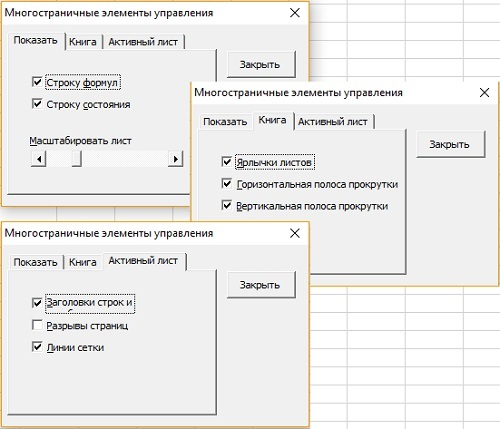 Многостраничные элементы управления
Показать Книга Активный лист
Закрыть
Строку формул
Строку состояния
Масштабировать лист
Многостраничные элементы управления
Показать Книга Активный лист
Закрыть
Ярлычки листов
Горизонтальная полоса прокрутки
Вертикальная полоса прокрутки
Многостраничные элементы управления
Показать Книга Активный лист
Закрыть
Заголовки строк и
Разрывы страниц
Линии сетки